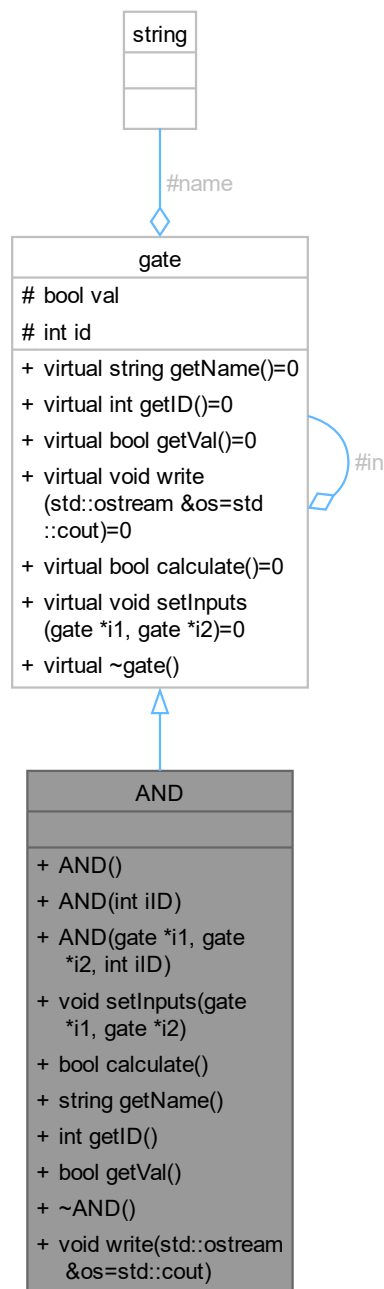 string
#name
gate
# bool val
# int id
+ virtual string getName()=0
+ virtual int getID()=0
+ virtual bool getVal()=0
+ virtual void write
(std::ostream &os=std
::cout)=0
+ virtual bool calculate()=0
+ virtual void setInputs
(gate *i1, gate *i2)=0
+ virtual ~gate()
#in
AND
+ AND()
+ AND(int iID)
+ AND(gate *i1, gate
*i2, int iID)
+ void setInputs(gate
*i1, gate *i2)
+ bool calculate()
+ string getName()
+ int getID()
+ bool getVal()
+ ~AND()
+ void write(std::ostream
&os=std::cout)